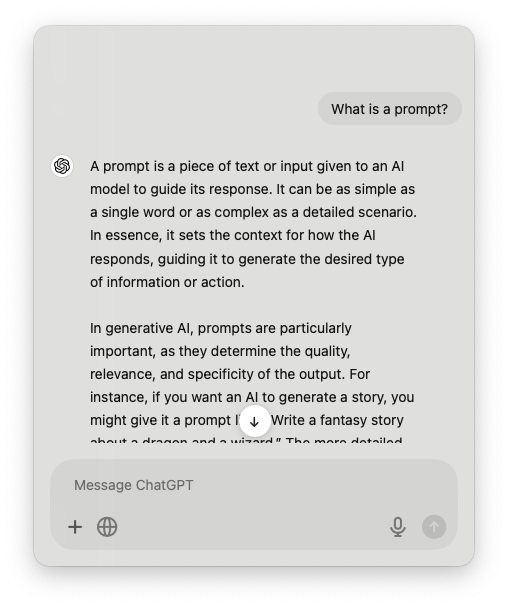 What is a prompt?
A prompt is a piece of text or input given to an AI
model to guide its response. It can be as simple as
a single word or as complex as a detailed scenario.
In essence, it sets the context for how the AI
responds, guiding it to generate the desired type
of information or action.
In generative AI, prompts are particularly
important, as they determine the quality,
relevance, and specificity of the output. For
instance, if you want an AI to generate a story, you
might give it a prompt Write a fantasy story
about a dragon and a wizard.” The more detailed
Message ChatGPT